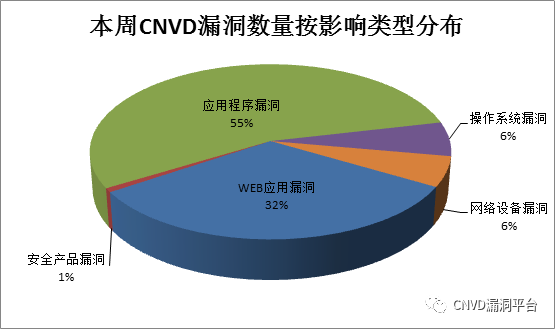 本周CNVD漏洞数量按影响类型分布
应用程序漏洞
55%
操作系统漏洞
6%
WEB应用漏洞
32%
网络设备漏洞
6%
安全产品漏洞
1%
CNVD漏洞平台